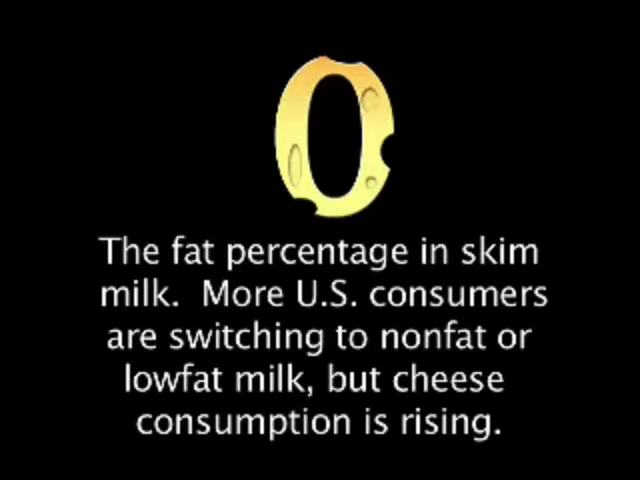 0
The fat percentage in skim
milk.  More U.S. consumers
are switching to nonfat or
lowfat milk, but cheese
consumption is rising.